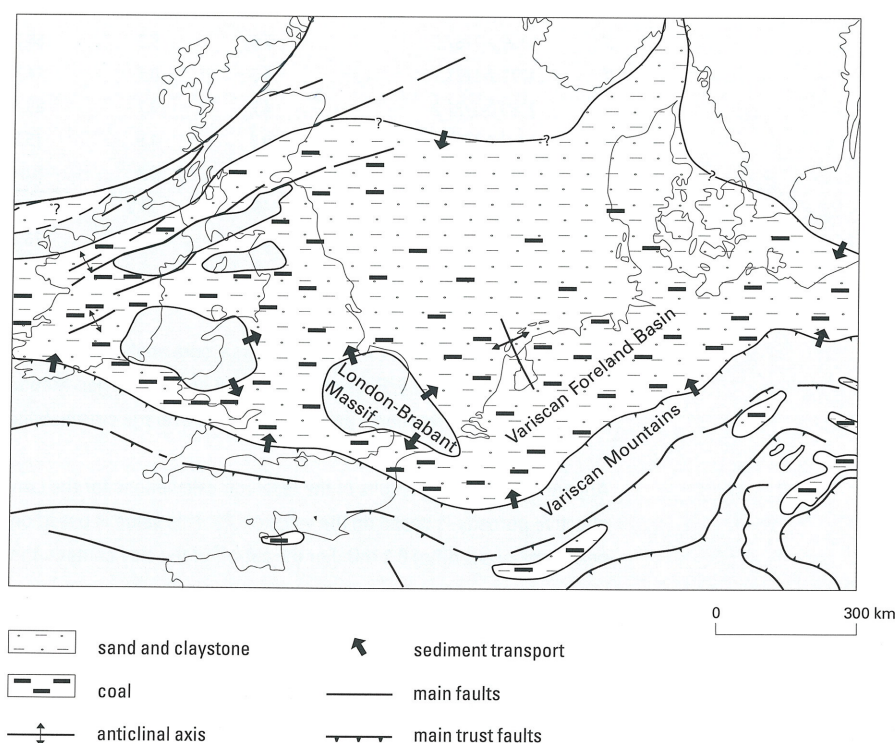 ?
?
?
?
London-Brabant
Massif
Variscan Foreland Basin
Variscan Mountains
0 300 km
sand and claystone
sediment transport
coal
main faults
anticlinal axis
main trust faults